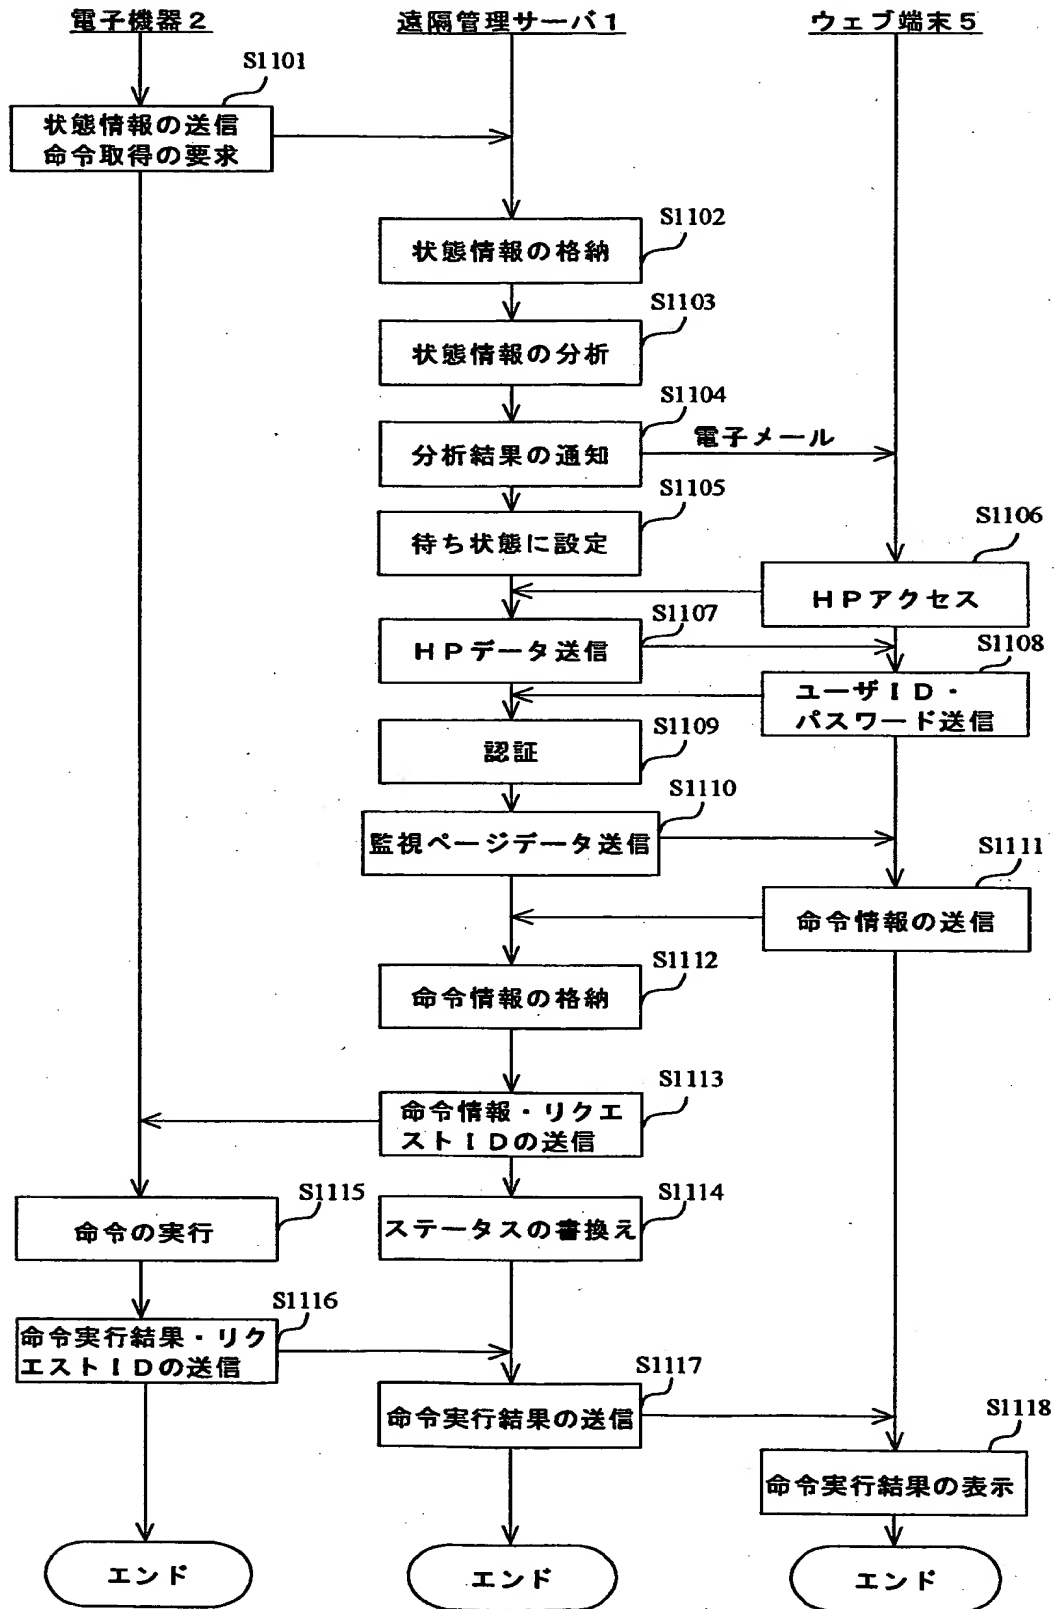 電子機器2
遠隔管理サーバ1
ウェブ端末5
S1101
状態情報の送信
命令取得の要求
S1102
状態情報の格納
S1103
状態情報の分析
S1104
分析結果の通知
電子メール
S1105
待ち状態に設定
S1106
HPアクセス
S1107
HPデータ送信
S1108
ユーザID・
パスワード送信
S1109
認証
S1110
監視ページデータ送信
S1111
命令情報の送信
S1112
命令情報の格納
S1113
命令情報・リクエ
ストIDの送信
S1114
ステータスの書換え
S1115
命令の実行
S1116
命令実行結果・リク
エストIDの送信
S1117
命令実行結果の送信
S1118
命令実行結果の表示
エンド
エンド
エンド